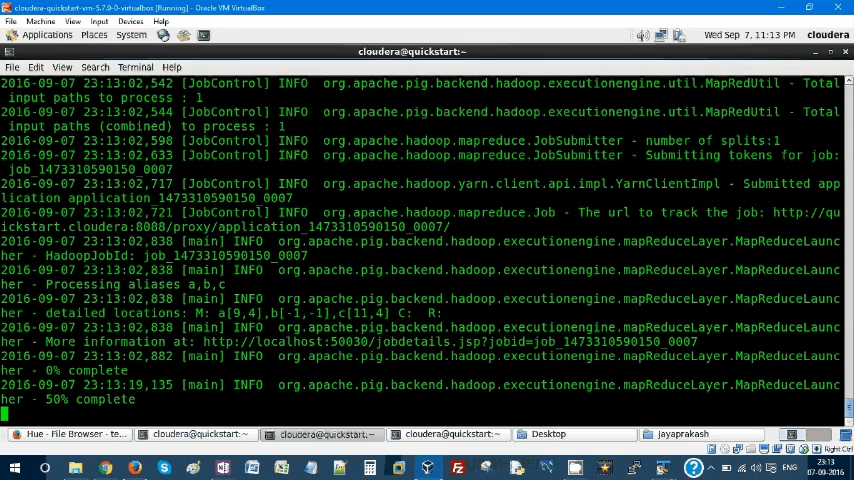 cloudera-quickstart-vm-5.7.0-0-virtualbox [Running] - Oracle VM VirtualBox
File Machine View Input Devices Help
Applications Places System Wed Sep 7, 11:13 PM cloudera
cloudera@quickstart:~
File Edit View Search Terminal Help
2016-09-07 23:13:02,542 [JobControl] INFO org.apache.pig.backend.hadoop.executionengine.util.MapRedUtil - Total
input paths to process : 1
2016-09-07 23:13:02,544 [JobControl] INFO org.apache.pig.backend.hadoop.executionengine.util.MapRedUtil - Total
input paths (combined) to process : 1
2016-09-07 23:13:02,598 [JobControl] INFO org.apache.hadoop.mapreduce.JobSubmitter - number of splits:1
2016-09-07 23:13:02,633 [JobControl] INFO org.apache.hadoop.mapreduce.JobSubmitter - Submitting tokens for job:
job_1473310590150_0007
2016-09-07 23:13:02,717 [JobControl] INFO org.apache.hadoop.yarn.client.api.impl.YarnClientImpl - Submitted app
lication application_1473310590150_0007
2016-09-07 23:13:02,721 [JobControl] INFO org.apache.hadoop.mapreduce.Job - The url to track the job: http://qu
ickstart.cloudera:8088/proxy/application_1473310590150_0007/
2016-09-07 23:13:02,838 [main] INFO org.apache.pig.backend.hadoop.executionengine.mapReduceLayer.MapReduceLaunc
her - HadoopJobId: job_1473310590150_0007
2016-09-07 23:13:02,838 [main] INFO org.apache.pig.backend.hadoop.executionengine.mapReduceLayer.MapReduceLaunc
her - Processing aliases a,b,c
2016-09-07 23:13:02,838 [main] INFO org.apache.pig.backend.hadoop.executionengine.mapReduceLayer.MapReduceLaunc
her - detailed locations: M: a[9,4],b[-1,-1],c[11,4] C: R:
2016-09-07 23:13:02,838 [main] INFO org.apache.pig.backend.hadoop.executionengine.mapReduceLayer.MapReduceLaunc
her - More information at: http://localhost:50030/jobdetails.jsp?jobid=job_1473310590150_0007
2016-09-07 23:13:02,882 [main] INFO org.apache.pig.backend.hadoop.executionengine.mapReduceLayer.MapReduceLaunc
her - 0% complete
2016-09-07 23:13:19,135 [main] INFO org.apache.pig.backend.hadoop.executionengine.mapReduceLayer.MapReduceLaunc
her - 50% complete
Hue - File Browser - te... cloudera@quickstart:~ cloudera@quickstart:~ cloudera@quickstart:~ Desktop Jayaprakash
Right Ctrl
ENG
23:13
07-09-2016